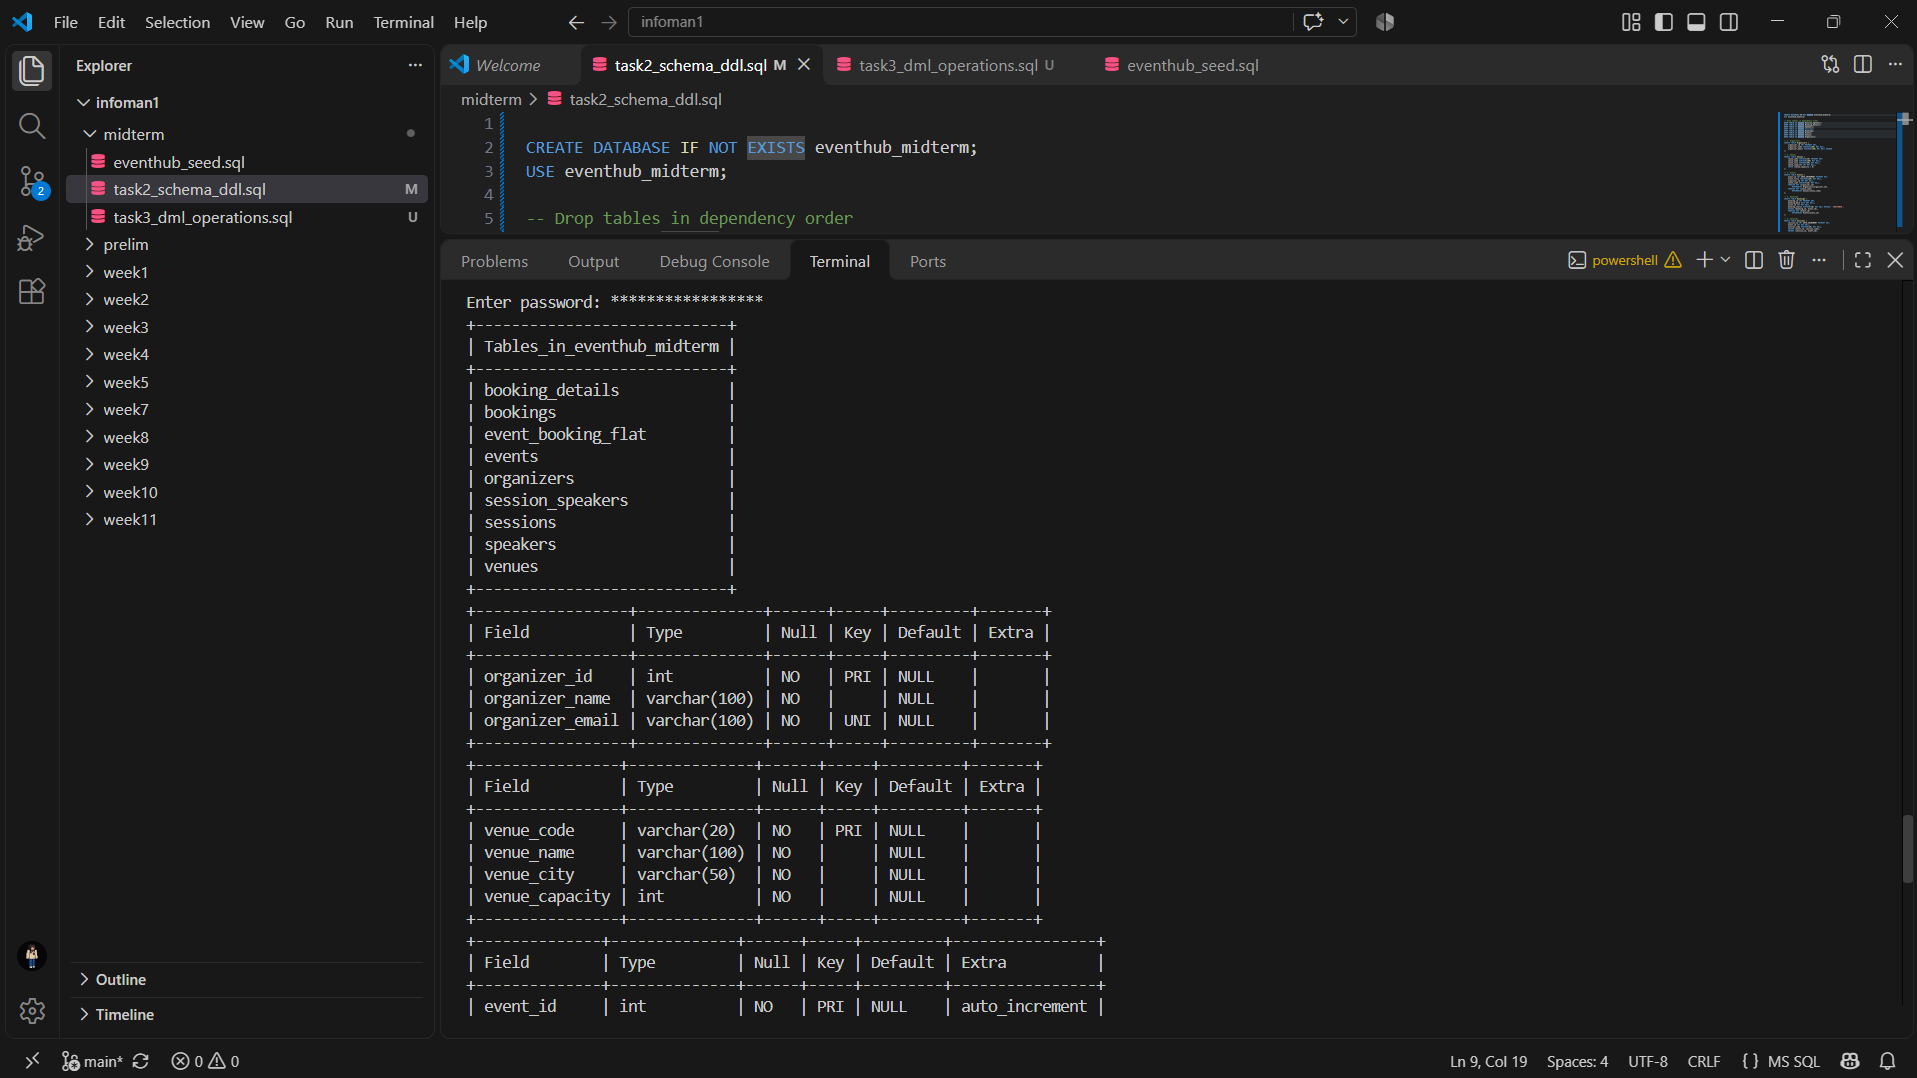 File Edit Selection View Go Run Terminal Help
infoman1
Explorer
infoman1
midterm
eventhub_seed.sql
task2_schema_ddl.sql M
task3_dml_operations.sql U
prelim
week1
week2
week3
week4
week5
week7
week8
week9
week10
week11
Outline
Timeline
2
Welcome
task2_schema_ddl.sql M
task3_dml_operations.sql U
eventhub_seed.sql
midterm > task2_schema_ddl.sql
1
2 CREATE DATABASE IF NOT EXISTS eventhub_midterm;
3 USE eventhub_midterm;
4
5 -- Drop tables in dependency order
Problems Output Debug Console Terminal Ports
powershell
Enter password: *****************
+----------------------------+
| Tables_in_eventhub_midterm |
+----------------------------+
| booking_details            |
| bookings                   |
| event_booking_flat         |
| events                     |
| organizers                 |
| session_speakers           |
| sessions                   |
| speakers                   |
| venues                     |
+----------------------------+
+-----------------+--------------+------+-----+---------+-------+
| Field           | Type         | Null | Key | Default | Extra |
+-----------------+--------------+------+-----+---------+-------+
| organizer_id    | int          | NO   | PRI | NULL    |       |
| organizer_name  | varchar(100) | NO   |     | NULL    |       |
| organizer_email | varchar(100) | NO   | UNI | NULL    |       |
+-----------------+--------------+------+-----+---------+-------+
+----------------+--------------+------+-----+---------+-------+
| Field          | Type         | Null | Key | Default | Extra |
+----------------+--------------+------+-----+---------+-------+
| venue_code     | varchar(20)  | NO   | PRI | NULL    |       |
| venue_name     | varchar(100) | NO   |     | NULL    |       |
| venue_city     | varchar(50)  | NO   |     | NULL    |       |
| venue_capacity | int          | NO   |     | NULL    |       |
+----------------+--------------+------+-----+---------+-------+
+--------------+--------------+------+-----+---------+----------------+
| Field        | Type         | Null | Key | Default | Extra          |
+--------------+--------------+------+-----+---------+----------------+
| event_id     | int          | NO   | PRI | NULL    | auto_increment |
main* 0 0
Ln 9, Col 19 Spaces: 4 UTF-8 CRLF {} MS SQL